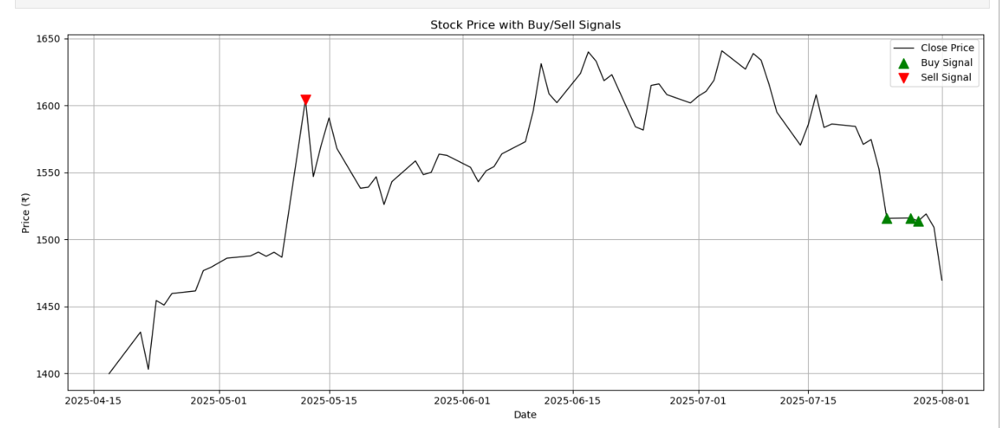 Stock Price with Buy/Sell Signals
1650
1600
1550
1500
1450
1400
Price (₹)
Close Price
Buy Signal
Sell Signal
2025-04-15 2025-05-01 2025-05-15 2025-06-01 2025-06-15 2025-07-01 2025-07-15 2025-08-01
Date